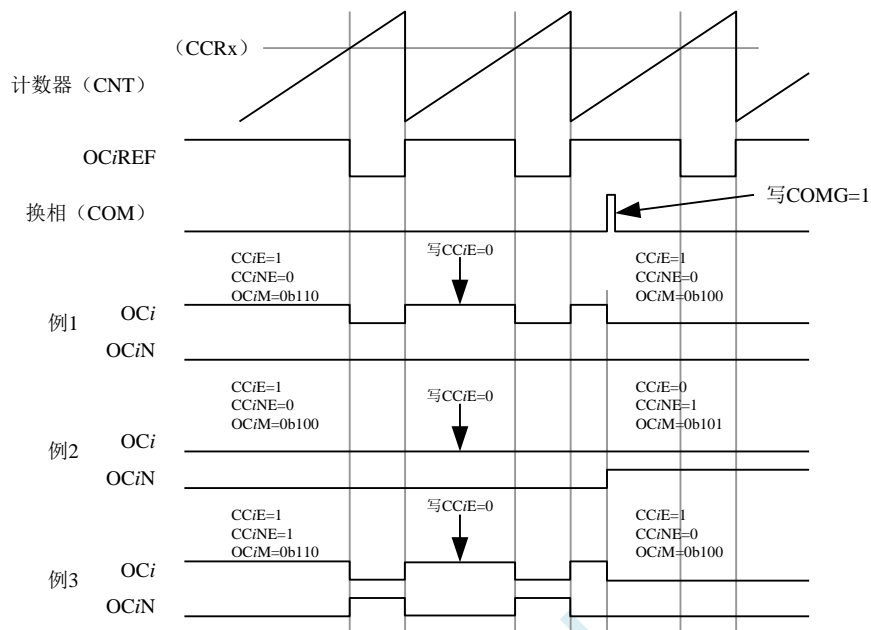 （CCRx）
计数器（CNT）
OCiREF
换相（COM）
写COMG=1
CCiE=1
CCiNE=0
OCiM=0b110
写CCiE=0
CCiE=1
CCiNE=0
OCiM=0b100
例1
OCi
OCiN
CCiE=1
CCiNE=0
OCiM=0b100
写CCiE=0
CCiE=0
CCiNE=1
OCiM=0b101
例2
OCi
OCiN
CCiE=1
CCiNE=1
OCiM=0b110
写CCiE=0
CCiE=1
CCiNE=0
OCiM=0b100
例3
OCi
OCiN